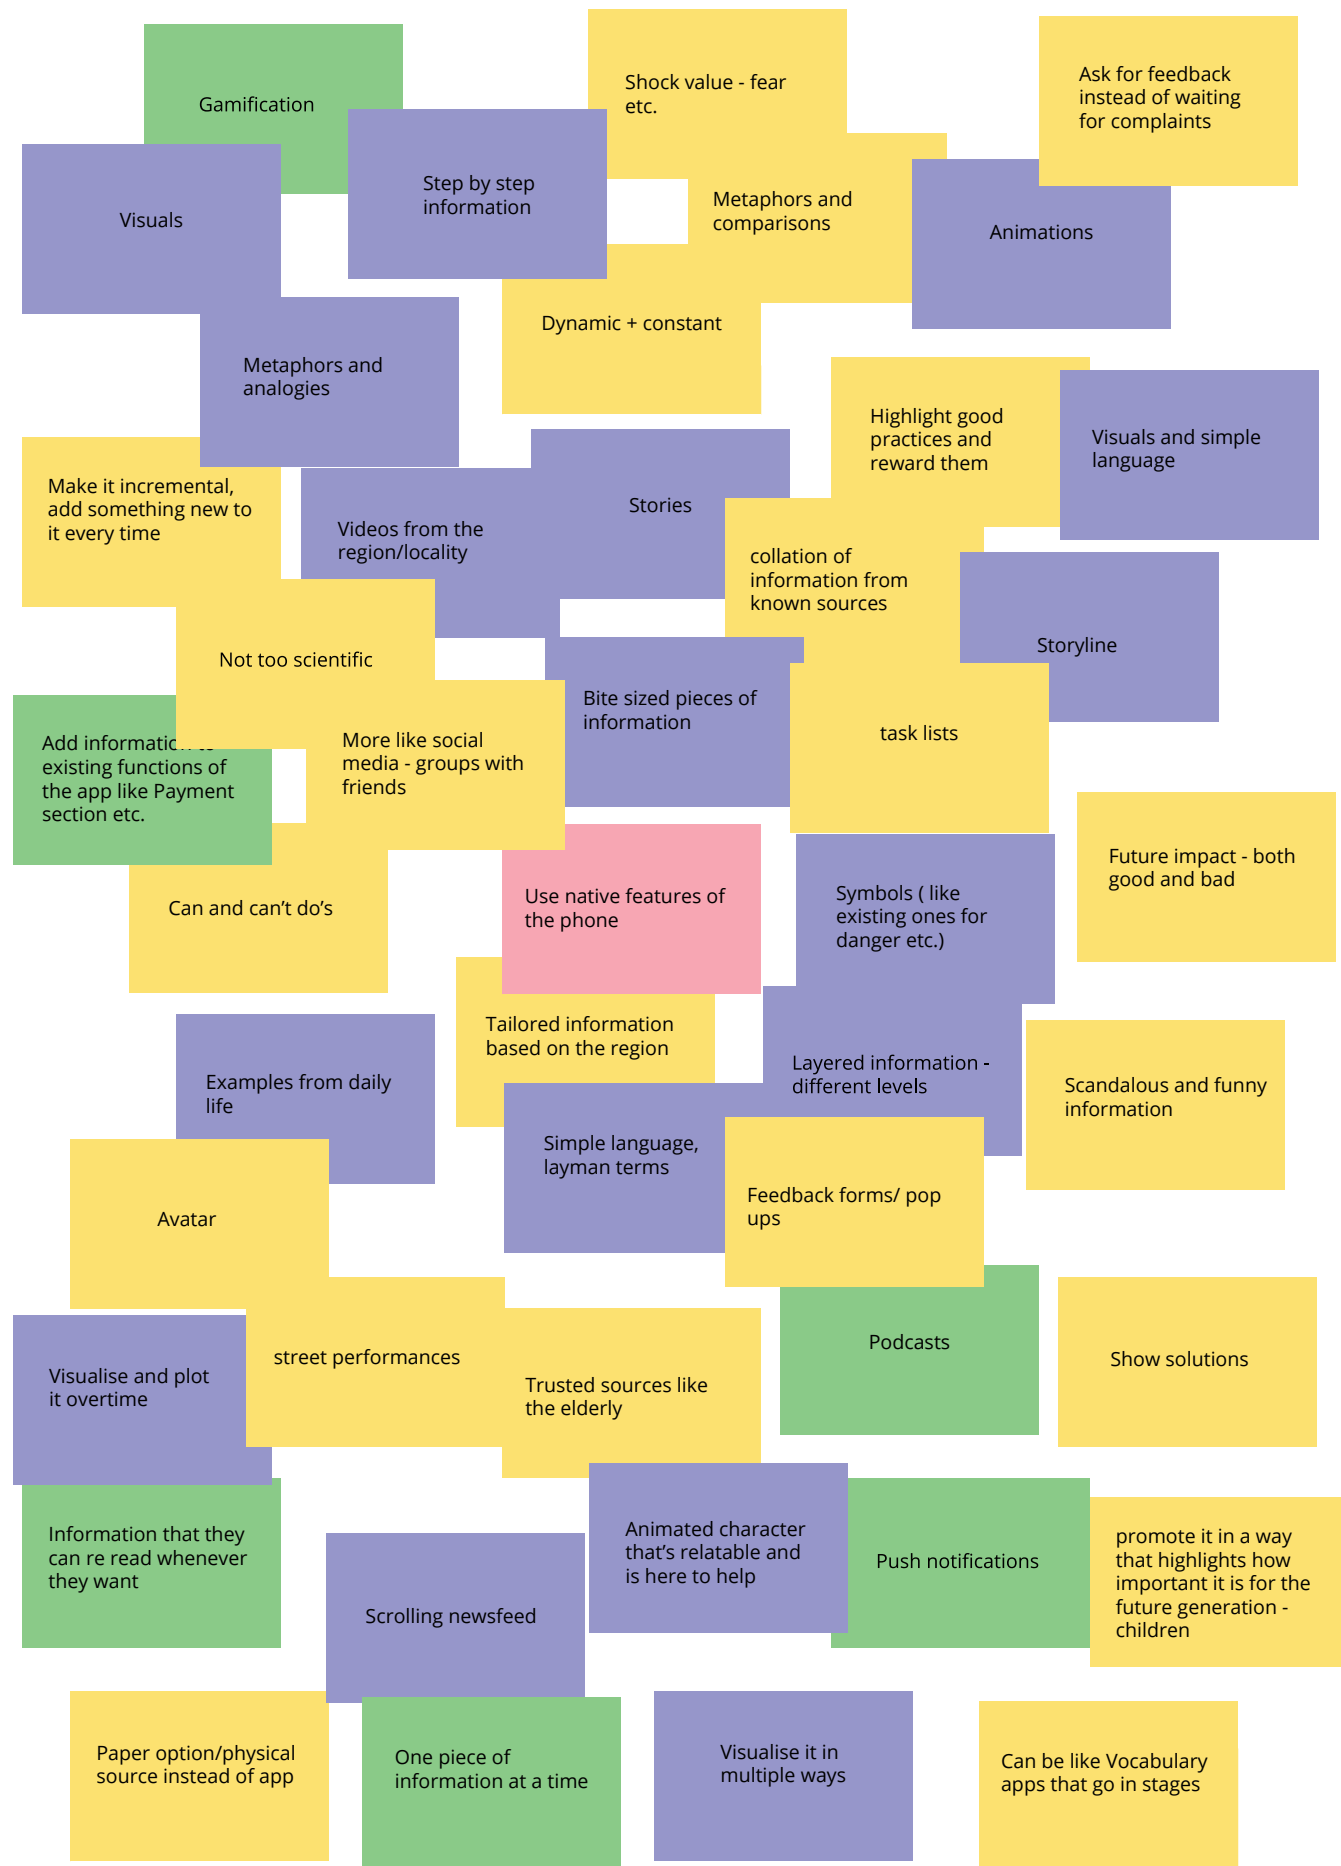 Gamification
Shock value - fear
etc.
Ask for feedback
instead of waiting
for complaints
Visuals
Step by step
information
Metaphors and
comparisons
Animations
Dynamic + constant
Metaphors and
analogies
Highlight good
practices and
reward them
Visuals and simple
language
Make it incremental,
add something new to
it every time
Videos from the
region/locality
Stories
collation of
information from
known sources
Storyline
Not too scientific
Bite sized pieces of
information
task lists
Add information to
existing functions of
the app like Payment
section etc.
More like social
media - groups with
friends
Future impact - both
good and bad
Can and can’t do’s
Use native features of
the phone
Symbols ( like
existing ones for
danger etc.)
Tailored information
based on the region
Layered information -
different levels
Examples from daily
life
Scandalous and funny
information
Simple language,
layman terms
Feedback forms/ pop
ups
Avatar
street performances
Podcasts
Show solutions
Visualise and plot
it overtime
Trusted sources like
the elderly
Information that they
can re read whenever
they want
Animated character
that’s relatable and
is here to help
Push notifications
promote it in a way
that highlights how
important it is for the
future generation -
children
Scrolling newsfeed
Paper option/physical
source instead of app
One piece of
information at a time
Visualise it in
multiple ways
Can be like Vocabulary
apps that go in stages